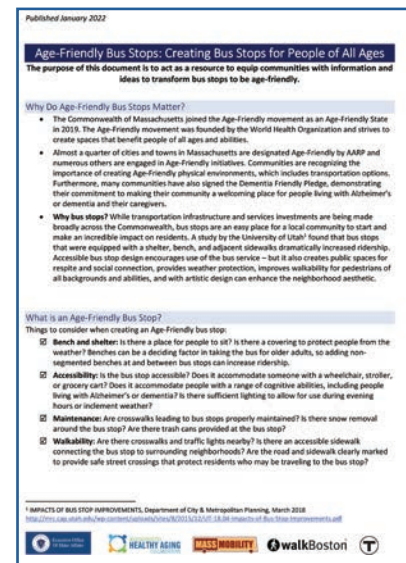 Published January 2022
Age-Friendly Bus Stops: Creating Bus Stops for People of All Ages
The purpose of this document is to act as a resource to equip communities with information and
ideas to transform bus stops to be age-friendly.
Why Do Age-Friendly Bus Stops Matter?
• The Commonwealth of Massachusetts joined the Age-Friendly movement as an Age-Friendly State
in 2019. The Age-Friendly movement was founded by the World Health Organization and strives to
create spaces that benefit people of all ages and abilities.
• Almost a quarter of cities and towns in Massachusetts are designated Age-Friendly by AARP and
numerous others are engaged in Age-Friendly initiatives. Communities are recognizing the
importance of creating Age-Friendly physical environments, which includes transportation options.
Furthermore, many communities have also signed the Dementia Friendly Pledge, demonstrating
their commitment to making their community a welcoming place for people living with Alzheimer's
or dementia and their caregivers.
• Why bus stops? While transportation infrastructure and services investments are being made
broadly across the Commonwealth, bus stops are an easy place for a local community to start and
make an incredible impact on residents. A study by the University of Utah¹ found that bus stops
that were equipped with a shelter, bench, and adjacent sidewalks dramatically increased ridership.
Accessible bus stop design encourages use of the bus service – but it also creates public spaces for
respite and social connection, provides weather protection, improves walkability for pedestrians of
all backgrounds and abilities, and with artistic design can enhance the neighborhood aesthetic.
What is an Age-Friendly Bus Stop?
Things to consider when creating an Age-Friendly bus stop:
☑ Bench and shelter: Is there a place for people to sit? Is there a covering to protect people from the
weather? Benches can be a deciding factor in taking the bus for older adults, so adding non-
segmented benches at and between bus stops can increase ridership.
☑ Accessibility: Is the bus stop accessible? Does it accommodate someone with a wheelchair, stroller,
or grocery cart? Does it accommodate people with a range of cognitive abilities, including people
living with Alzheimer's or dementia? Is there sufficient lighting to allow for use during evening
hours or inclement weather?
☑ Maintenance: Are crosswalks leading to bus stops properly maintained? Is there snow removal
around the bus stop? Are there trash cans provided at the bus stop?
☑ Walkability: Are there crosswalks and traffic lights nearby? Is there an accessible sidewalk
connecting the bus stop to surrounding neighborhoods? Are the road and sidewalk clearly marked
to provide safe street crossings that protect residents who may be traveling to the bus stop?
¹ IMPACTS OF BUS STOP IMPROVEMENTS, Department of City & Metropolitan Planning, March 2018
HEALTHY AGING
MASSMOBILITY
walkBoston
T